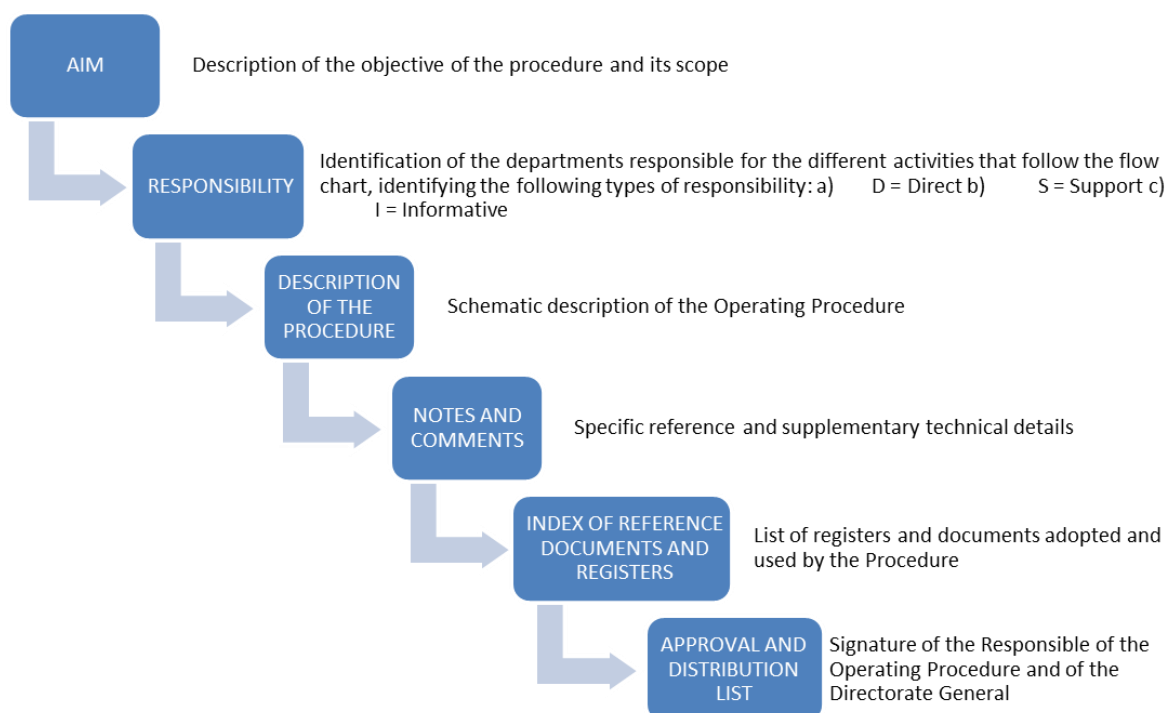 AIM
Description of the objective of the procedure and its scope
RESPONSIBILITY
Identification of the departments responsible for the different activities that follow the flow
chart, identifying the following types of responsibility: a) D = Direct b) S = Support c)
I = Informative
DESCRIPTION
OF THE
PROCEDURE
Schematic description of the Operating Procedure
NOTES AND
COMMENTS
Specific reference and supplementary technical details
INDEX OF REFERENCE
DOCUMENTS AND
REGISTERS
List of registers and documents adopted and
used by the Procedure
APPROVAL AND
DISTRIBUTION
LIST
Signature of the Responsible of the
Operating Procedure and of the
Directorate General